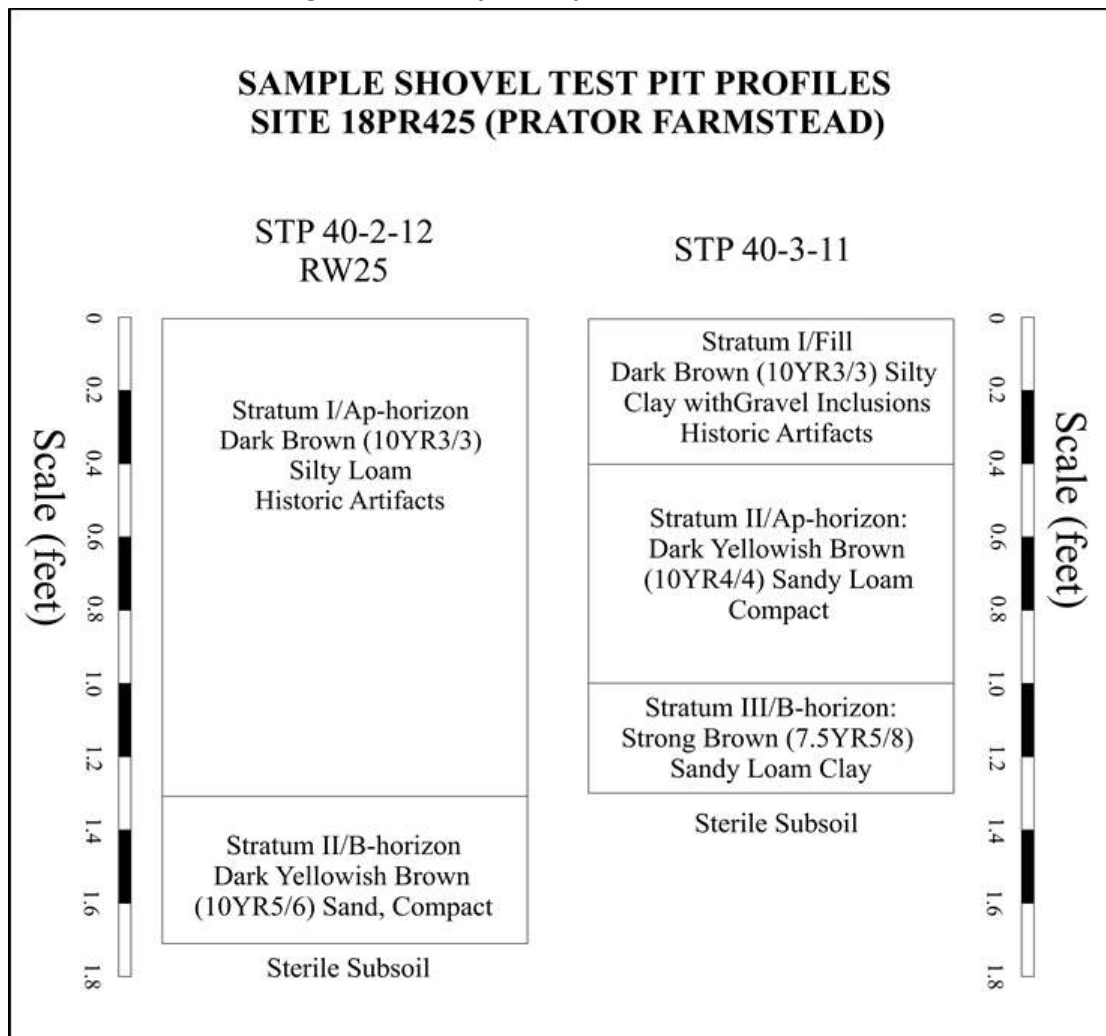 SAMPLE SHOVEL TEST PIT PROFILES
SITE 18PR425 (PRATOR FARMSTEAD)
STP 40-2-12
RW25
Stratum I/Ap-horizon
Dark Brown (10YR3/3)
Silty Loam
Historic Artifacts
Stratum II/B-horizon
Dark Yellowish Brown
(10YR5/6) Sand, Compact
Sterile Subsoil
STP 40-3-11
Stratum I/Fill
Dark Brown (10YR3/3) Silty
Clay withGravel Inclusions
Historic Artifacts
Stratum II/Ap-horizon:
Dark Yellowish Brown
(10YR4/4) Sandy Loam
Compact
Stratum III/B-horizon:
Strong Brown (7.5YR5/8)
Sandy Loam Clay
Sterile Subsoil
Scale (feet)
0
0.2
0.4
0.6
0.8
1.0
1.2
1.4
1.6
1.8
Scale (feet)
0
0.2
0.4
0.6
0.8
1.0
1.2
1.4
1.6
1.8